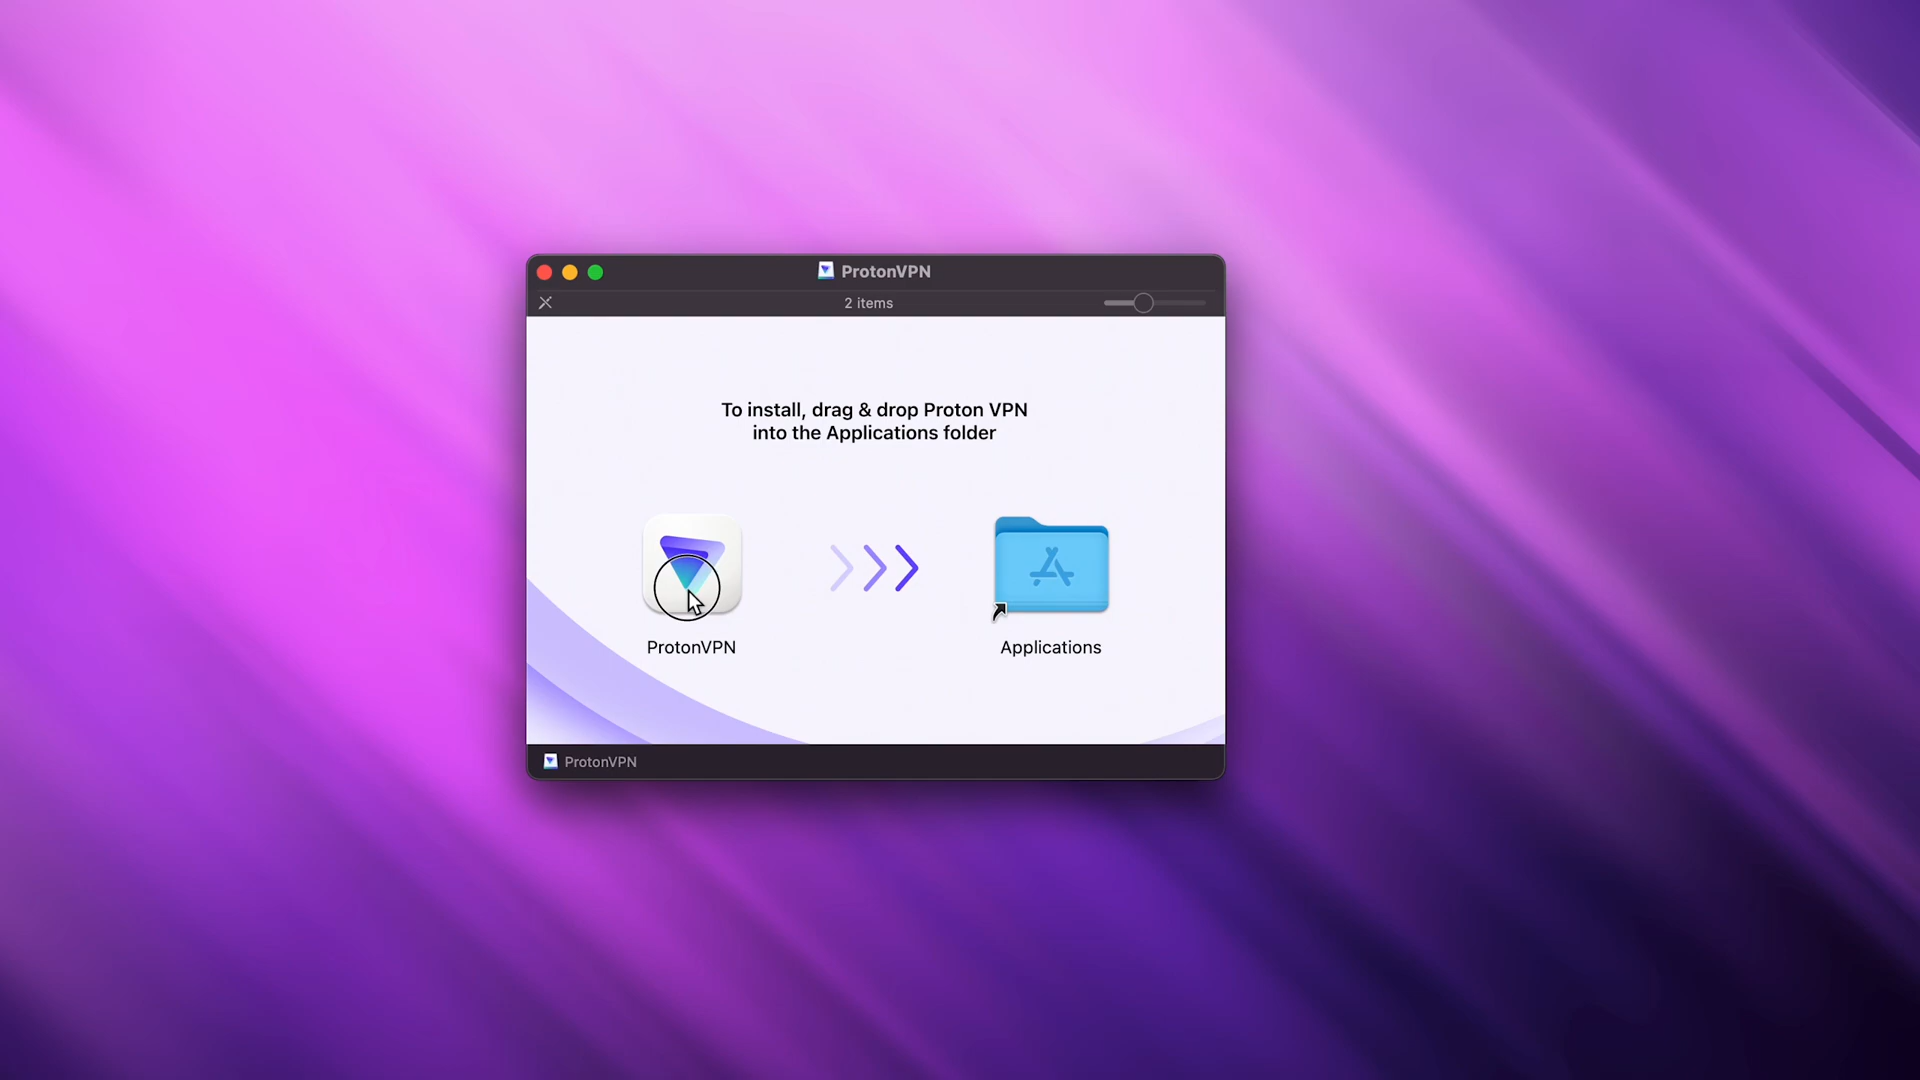 ProtonVPN
2 items
To install, drag & drop Proton VPN
into the Applications folder
ProtonVPN
Applications
ProtonVPN